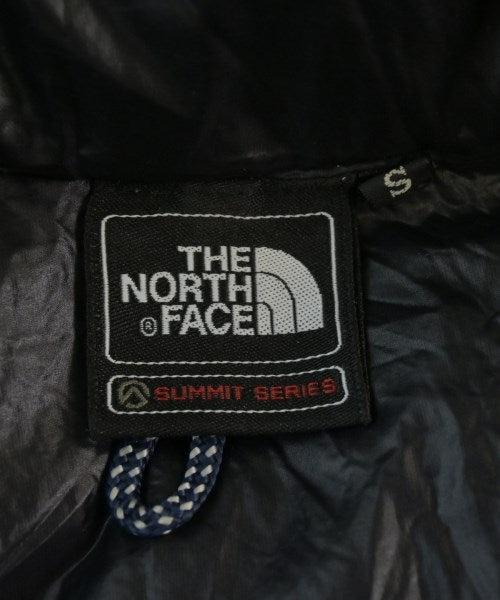 S
THE
NORTH
® FACE
SUMMIT SERIES